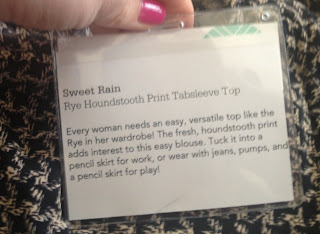 Sweet Rain
Rye Houndstooth Print Tabsleeve Top
Every woman needs an easy, versatile top like the
Rye in her wardrobe! The fresh, houndstooth print
adds interest to this easy blouse. Tuck it into a
pencil skirt for work, or wear with jeans, pumps, and
a pencil skirt for play!